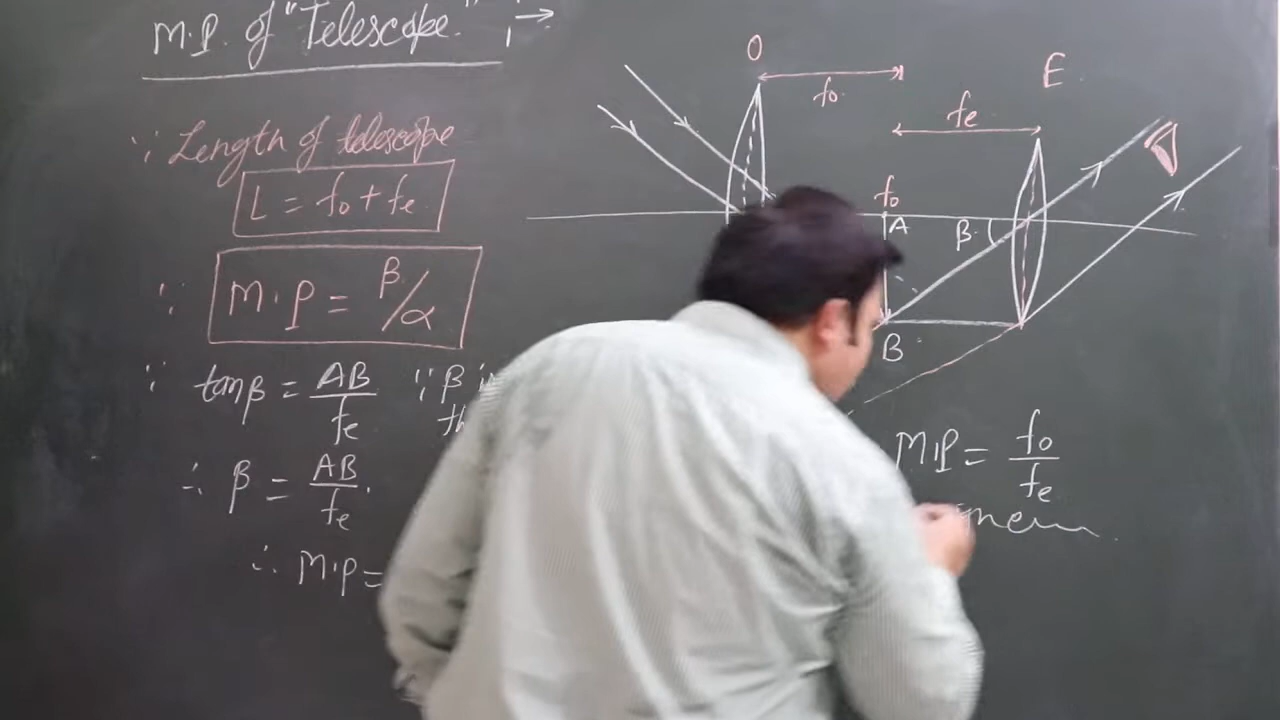 M.P. of "Telescope" :→
∵ Length of telescope
L = fo + fe
∵ M.P = β/α
∵ tanβ = AB/fe ∵ β
∴ β = AB/fe.
∴ M.P =
O
fo
E
fe
fo
A
β
B
M.P = fo/fe